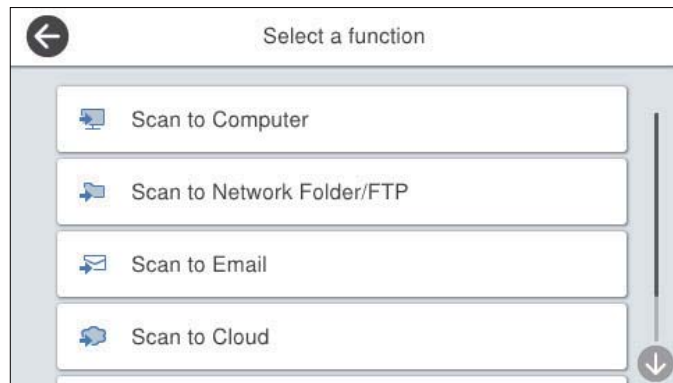 Select a function
Scan to Computer
Scan to Network Folder/FTP
Scan to Email
Scan to Cloud